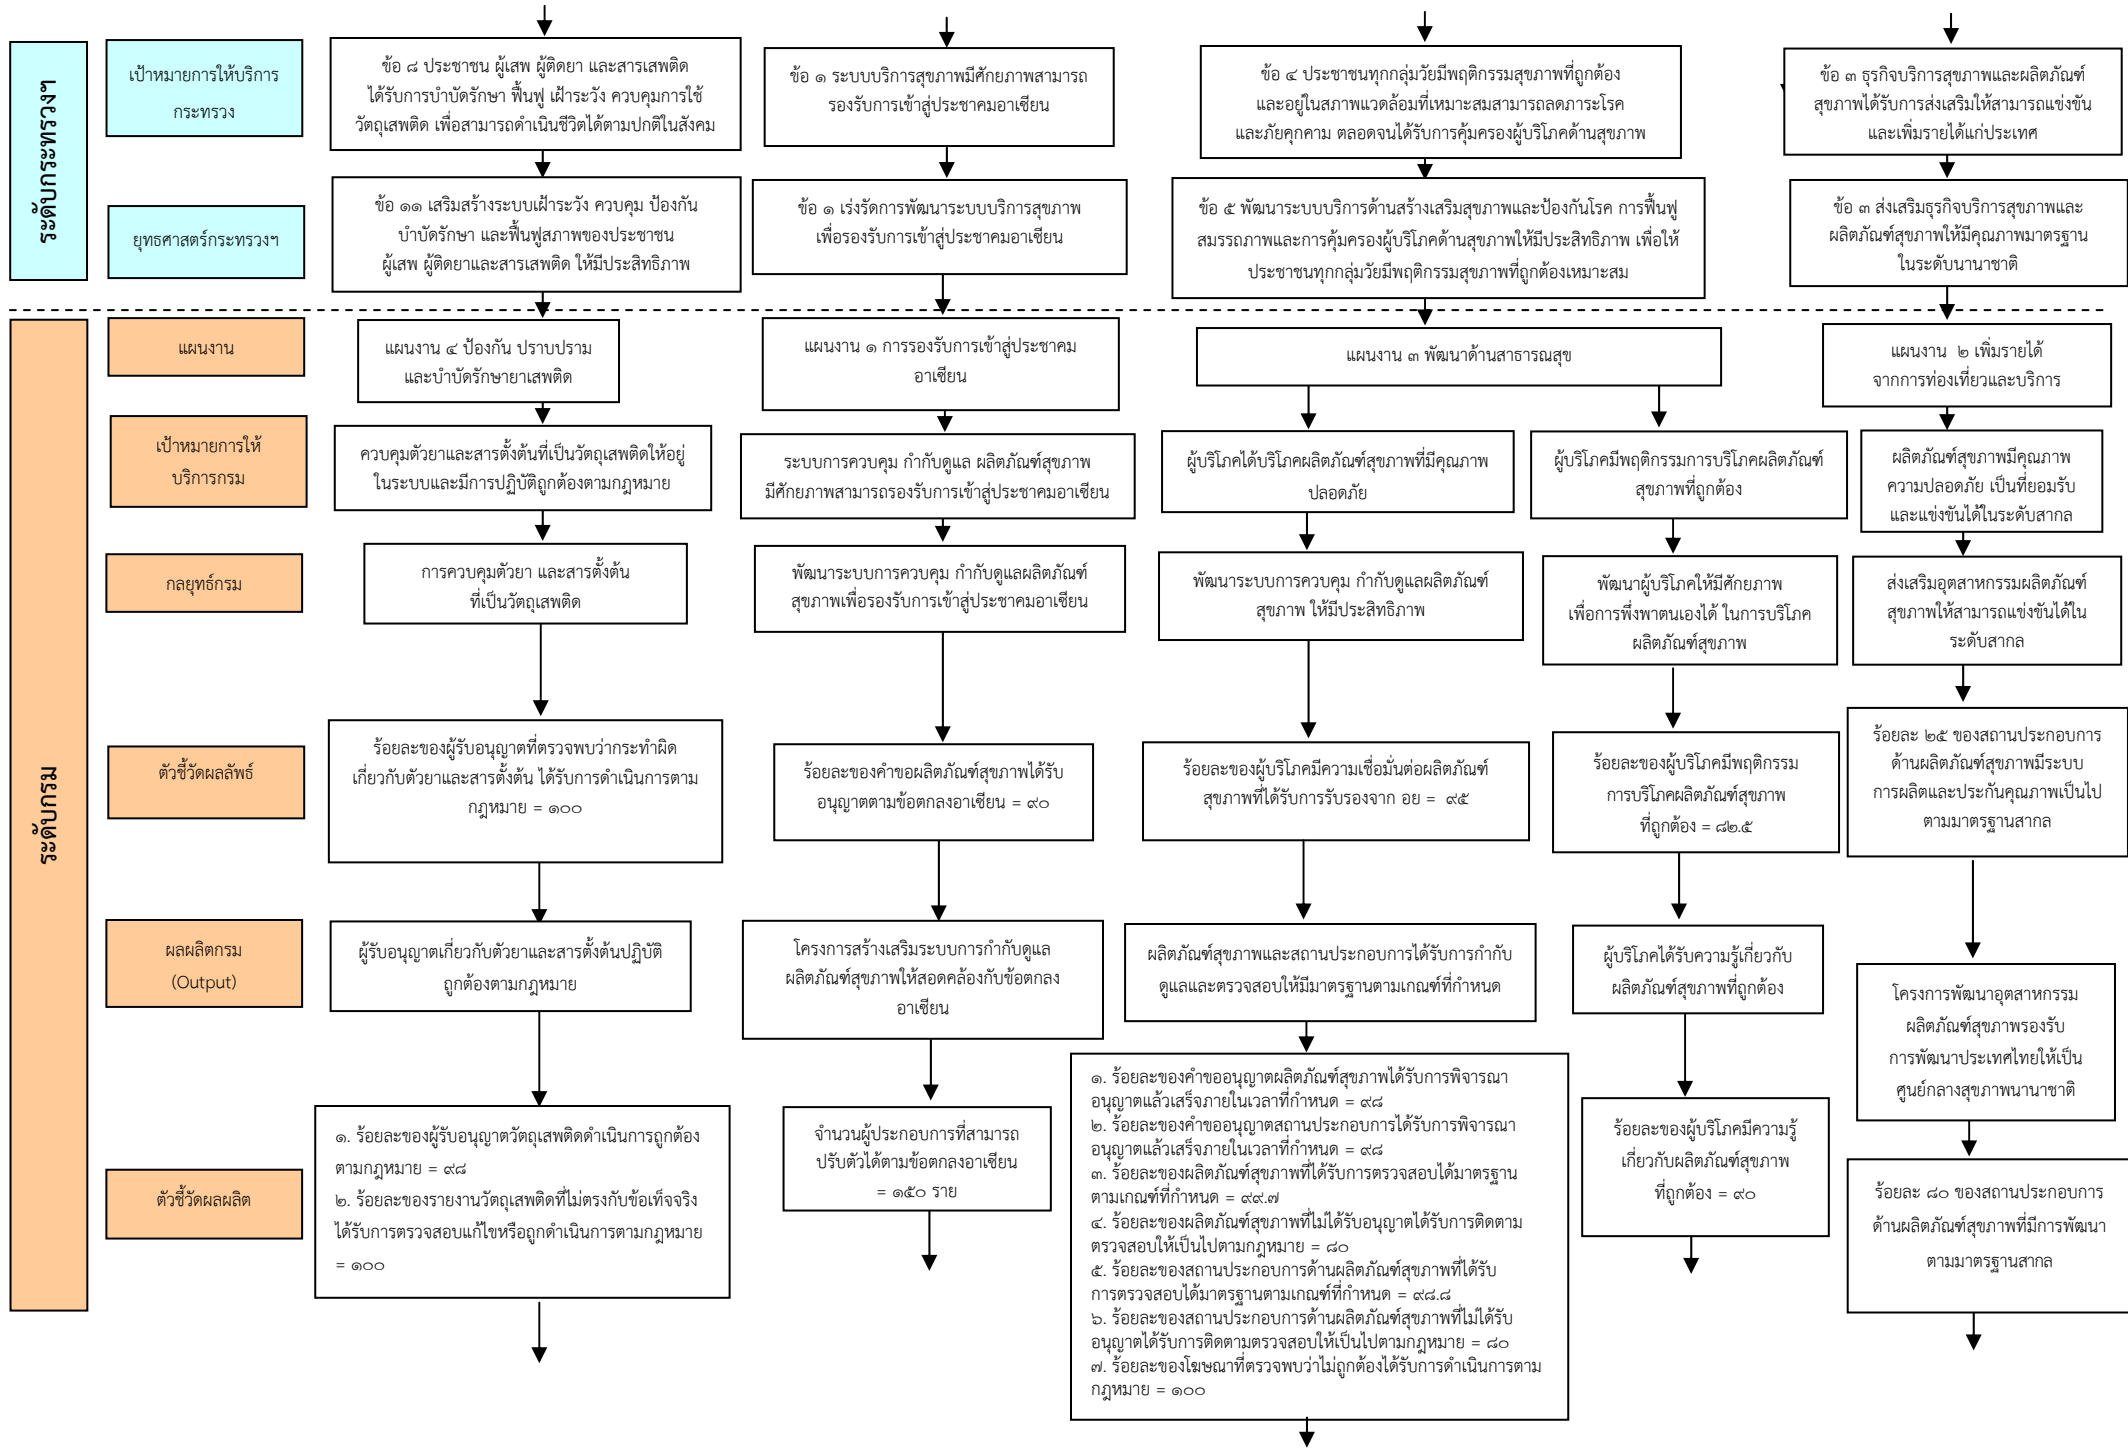 ระดับกระทรวงฯ
เป้าหมายการให้บริการ
กระทรวง
ข้อ ๘ ประชาชน ผู้เสพ ผู้ติดยา และสารเสพติด
ได้รับการบำบัดรักษา ฟื้นฟู เฝ้าระวัง ควบคุมการใช้
วัตถุเสพติด เพื่อสามารถดำเนินชีวิตได้ตามปกติในสังคม
ข้อ ๑ ระบบบริการสุขภาพมีศักยภาพสามารถ
รองรับการเข้าสู่ประชาคมอาเซียน
ข้อ ๔ ประชาชนทุกกลุ่มวัยมีพฤติกรรมสุขภาพที่ถูกต้อง
และอยู่ในสภาพแวดล้อมที่เหมาะสมสามารถลดภาระโรค
และภัยคุกคาม ตลอดจนได้รับการคุ้มครองผู้บริโภคด้านสุขภาพ
ข้อ ๓ ธุรกิจบริการสุขภาพและผลิตภัณฑ์
สุขภาพได้รับการส่งเสริมให้สามารถแข่งขัน
และเพิ่มรายได้แก่ประเทศ
ยุทธศาสตร์กระทรวงฯ
ข้อ ๑๑ เสริมสร้างระบบเฝ้าระวัง ควบคุม ป้องกัน
บำบัดรักษา และฟื้นฟูสภาพของประชาชน
ผู้เสพ ผู้ติดยาและสารเสพติด ให้มีประสิทธิภาพ
ข้อ ๑ เร่งรัดการพัฒนาระบบบริการสุขภาพ
เพื่อรองรับการเข้าสู่ประชาคมอาเซียน
ข้อ ๕ พัฒนาระบบบริการด้านสร้างเสริมสุขภาพและป้องกันโรค การฟื้นฟู
สมรรถภาพและการคุ้มครองผู้บริโภคด้านสุขภาพให้มีประสิทธิภาพ เพื่อให้
ประชาชนทุกกลุ่มวัยมีพฤติกรรมสุขภาพที่ถูกต้องเหมาะสม
ข้อ ๓ ส่งเสริมธุรกิจบริการสุขภาพและ
ผลิตภัณฑ์สุขภาพให้มีคุณภาพมาตรฐาน
ในระดับนานาชาติ
ระดับกรม
แผนงาน
แผนงาน ๔ ป้องกัน ปราบปราม
และบำบัดรักษายาเสพติด
แผนงาน ๑ การรองรับการเข้าสู่ประชาคม
อาเซียน
แผนงาน ๓ พัฒนาด้านสาธารณสุข
แผนงาน ๒ เพิ่มรายได้
จากการท่องเที่ยวและบริการ
เป้าหมายการให้
บริการกรม
ควบคุมตัวยาและสารตั้งต้นที่เป็นวัตถุเสพติดให้อยู่
ในระบบและมีการปฏิบัติถูกต้องตามกฎหมาย
ระบบการควบคุม กำกับดูแล ผลิตภัณฑ์สุขภาพ
มีศักยภาพสามารถรองรับการเข้าสู่ประชาคมอาเซียน
ผู้บริโภคได้บริโภคผลิตภัณฑ์สุขภาพที่มีคุณภาพ
ปลอดภัย
ผู้บริโภคมีพฤติกรรมการบริโภคผลิตภัณฑ์
สุขภาพที่ถูกต้อง
ผลิตภัณฑ์สุขภาพมีคุณภาพ
ความปลอดภัย เป็นที่ยอมรับ
และแข่งขันได้ในระดับสากล
กลยุทธ์กรม
การควบคุมตัวยา และสารตั้งต้น
ที่เป็นวัตถุเสพติด
พัฒนาระบบการควบคุม กำกับดูแลผลิตภัณฑ์
สุขภาพเพื่อรองรับการเข้าสู่ประชาคมอาเซียน
พัฒนาระบบการควบคุม กำกับดูแลผลิตภัณฑ์
สุขภาพ ให้มีประสิทธิภาพ
พัฒนาผู้บริโภคให้มีศักยภาพ
เพื่อการพึ่งพาตนเองได้ ในการบริโภค
ผลิตภัณฑ์สุขภาพ
ส่งเสริมอุตสาหกรรมผลิตภัณฑ์
สุขภาพให้สามารถแข่งขันได้ใน
ระดับสากล
ตัวชี้วัดผลลัพธ์
ร้อยละของผู้รับอนุญาตที่ตรวจพบว่ากระทำผิด
เกี่ยวกับตัวยาและสารตั้งต้น ได้รับการดำเนินการตาม
กฎหมาย = ๑๐๐
ร้อยละของคำขอผลิตภัณฑ์สุขภาพได้รับ
อนุญาตตามข้อตกลงอาเซียน = ๙๐
ร้อยละของผู้บริโภคมีความเชื่อมั่นต่อผลิตภัณฑ์
สุขภาพที่ได้รับการรับรองจาก อย = ๙๕
ร้อยละของผู้บริโภคมีพฤติกรรม
การบริโภคผลิตภัณฑ์สุขภาพ
ที่ถูกต้อง = ๘๒.๕
ร้อยละ ๒๕ ของสถานประกอบการ
ด้านผลิตภัณฑ์สุขภาพมีระบบ
การผลิตและประกันคุณภาพเป็นไป
ตามมาตรฐานสากล
ผลผลิตกรม
(Output)
ผู้รับอนุญาตเกี่ยวกับตัวยาและสารตั้งต้นปฏิบัติ
ถูกต้องตามกฎหมาย
โครงการสร้างเสริมระบบการกำกับดูแล
ผลิตภัณฑ์สุขภาพให้สอดคล้องกับข้อตกลง
อาเซียน
ผลิตภัณฑ์สุขภาพและสถานประกอบการได้รับการกำกับ
ดูแลและตรวจสอบให้มีมาตรฐานตามเกณฑ์ที่กำหนด
ผู้บริโภคได้รับความรู้เกี่ยวกับ
ผลิตภัณฑ์สุขภาพที่ถูกต้อง
โครงการพัฒนาอุตสาหกรรม
ผลิตภัณฑ์สุขภาพรองรับ
การพัฒนาประเทศไทยให้เป็น
ศูนย์กลางสุขภาพนานาชาติ
ตัวชี้วัดผลผลิต
๑. ร้อยละของผู้รับอนุญาตวัตถุเสพติดดำเนินการถูกต้อง
ตามกฎหมาย = ๙๘
๒. ร้อยละของรายงานวัตถุเสพติดที่ไม่ตรงกับข้อเท็จจริง
ได้รับการตรวจสอบแก้ไขหรือถูกดำเนินการตามกฎหมาย
= ๑๐๐
จำนวนผู้ประกอบการที่สามารถ
ปรับตัวได้ตามข้อตกลงอาเซียน
= ๑๕๐ ราย
๑. ร้อยละของคำขออนุญาตผลิตภัณฑ์สุขภาพได้รับการพิจารณา
อนุญาตแล้วเสร็จภายในเวลาที่กำหนด = ๙๘
๒. ร้อยละของคำขออนุญาตสถานประกอบการได้รับการพิจารณา
อนุญาตแล้วเสร็จภายในเวลาที่กำหนด = ๙๘
๓. ร้อยละของผลิตภัณฑ์สุขภาพที่ได้รับการตรวจสอบได้มาตรฐาน
ตามเกณฑ์ที่กำหนด = ๙๙.๗
๔. ร้อยละของผลิตภัณฑ์สุขภาพที่ไม่ได้รับอนุญาตได้รับการติดตาม
ตรวจสอบให้เป็นไปตามกฎหมาย = ๘๐
๕. ร้อยละของสถานประกอบการด้านผลิตภัณฑ์สุขภาพที่ได้รับ
การตรวจสอบได้มาตรฐานตามเกณฑ์ที่กำหนด = ๙๘.๘
๖. ร้อยละของสถานประกอบการด้านผลิตภัณฑ์สุขภาพที่ไม่ได้รับ
อนุญาตได้รับการติดตามตรวจสอบให้เป็นไปตามกฎหมาย = ๘๐
๗. ร้อยละของโฆษณาที่ตรวจพบว่าไม่ถูกต้องได้รับการดำเนินการตาม
กฎหมาย = ๑๐๐
ร้อยละของผู้บริโภคมีความรู้
เกี่ยวกับผลิตภัณฑ์สุขภาพ
ที่ถูกต้อง = ๙๐
ร้อยละ ๘๐ ของสถานประกอบการ
ด้านผลิตภัณฑ์สุขภาพที่มีการพัฒนา
ตามมาตรฐานสากล